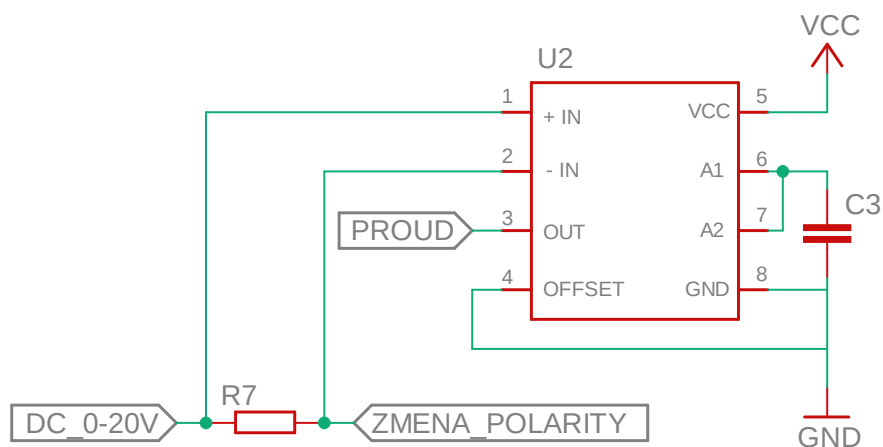 VCC
U2
1
+ IN
VCC
5
2
- IN
A1
6
C3
PROUD
3
OUT
A2
7
4
OFFSET
GND
8
R7
DC_0-20V
ZMENA_POLARITY
GND